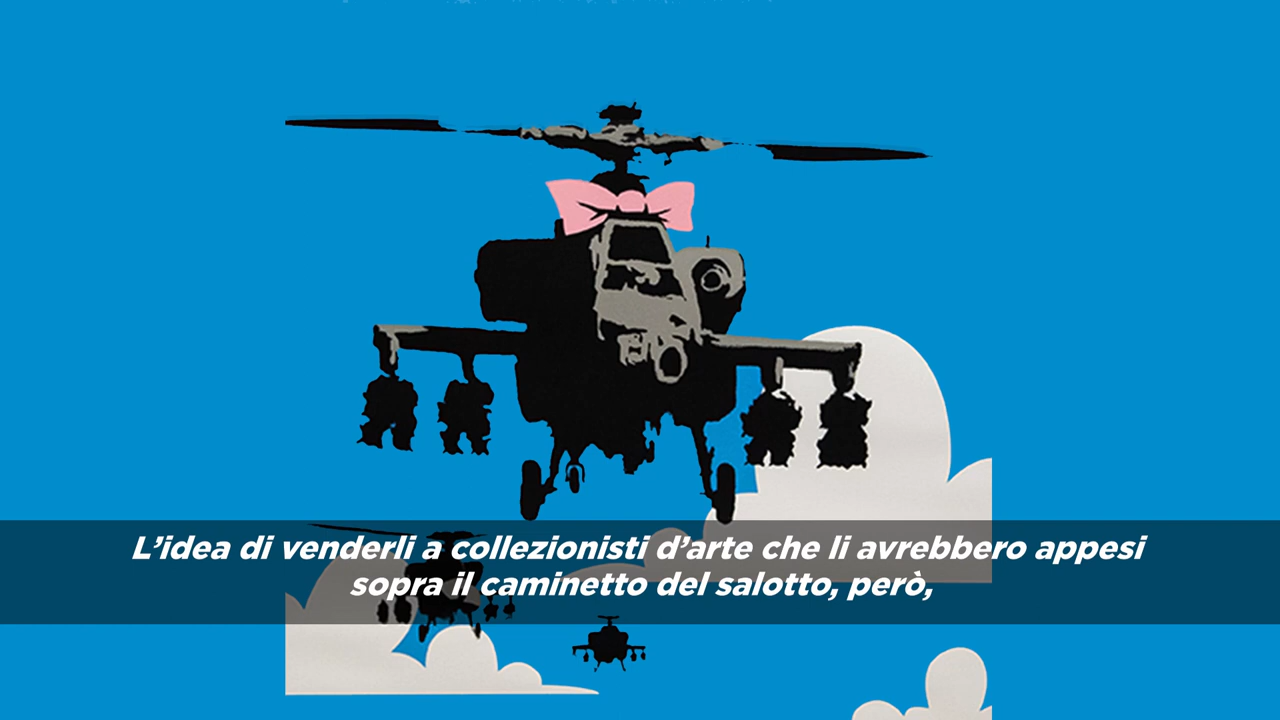 L’idea di venderli a collezionisti d’arte che li avrebbero appesi
sopra il caminetto del salotto, però,